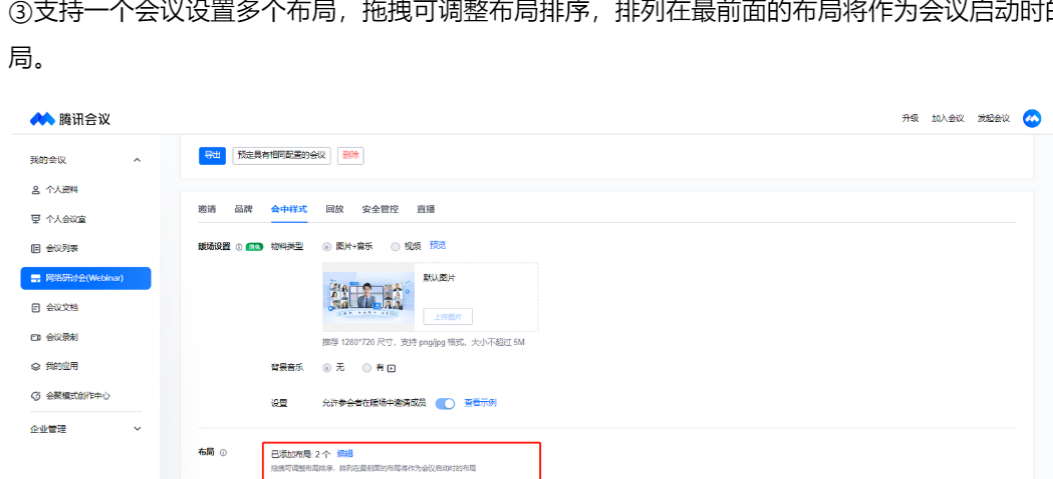 ③支持一个会议设置多个布局，拖拽可调整布局排序，排列在最前面的布局将作为会议启动时的
局。
腾讯会议
升级 加入会议 发起会议
我的会议
导出 预定具有相同配置的会议 删除
个人资料
邀请 品牌 会中样式 回放 安全管控 直播
个人会议室
会议列表
暖场设置 物料类型 图片+音乐 视频 预览
网络研讨会(Webinar)
默认图片
会议文档
上传图片
会议录制
推荐 1280*720 尺寸，支持 png/jpg 格式，大小不超过 5M
我的应用
背景音乐 无 有
会聚模式创作中心
设置 允许参会者在暖场中邀请成员 查看示例
企业管理
布局 已添加布局 2 个 编辑
拖拽可调整布局排序，排列在最前面的布局将作为会议启动时的布局